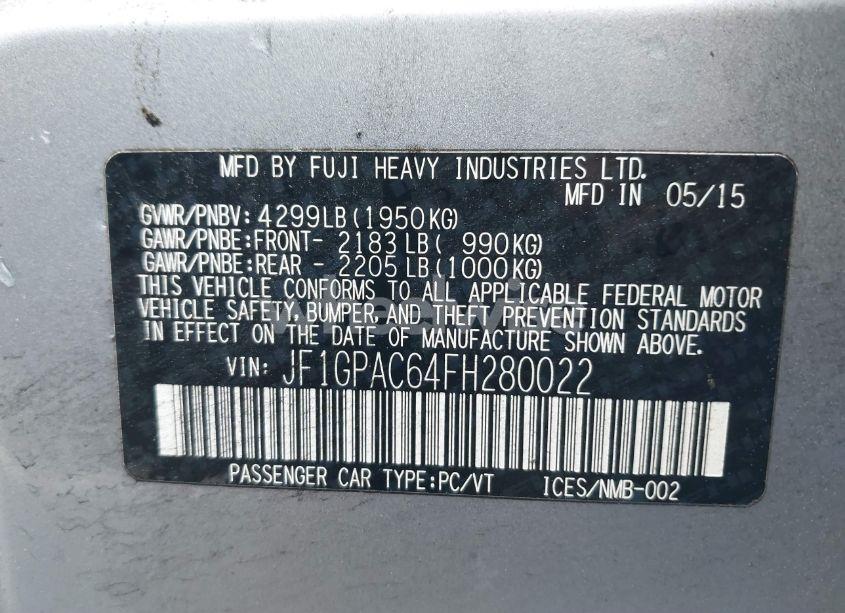 MFD BY FUJI HEAVY INDUSTRIES LTD.
MFD IN 05/15
GVWR/PNBV: 4299LB (1950KG)
GAWR/PNBE:FRONT- 2183 LB ( 990KG)
GAWR/PNBE:REAR - 2205 LB (1000KG)
THIS VEHICLE CONFORMS TO ALL APPLICABLE FEDERAL MOTOR
VEHICLE SAFETY, BUMPER, AND THEFT PREVENTION STANDARDS
IN EFFECT ON THE DATE OF MANUFACTURE SHOWN ABOVE.
VIN: JF1GPAC64FH280022
PASSENGER CAR TYPE:PC/VT ICES/NMB-002